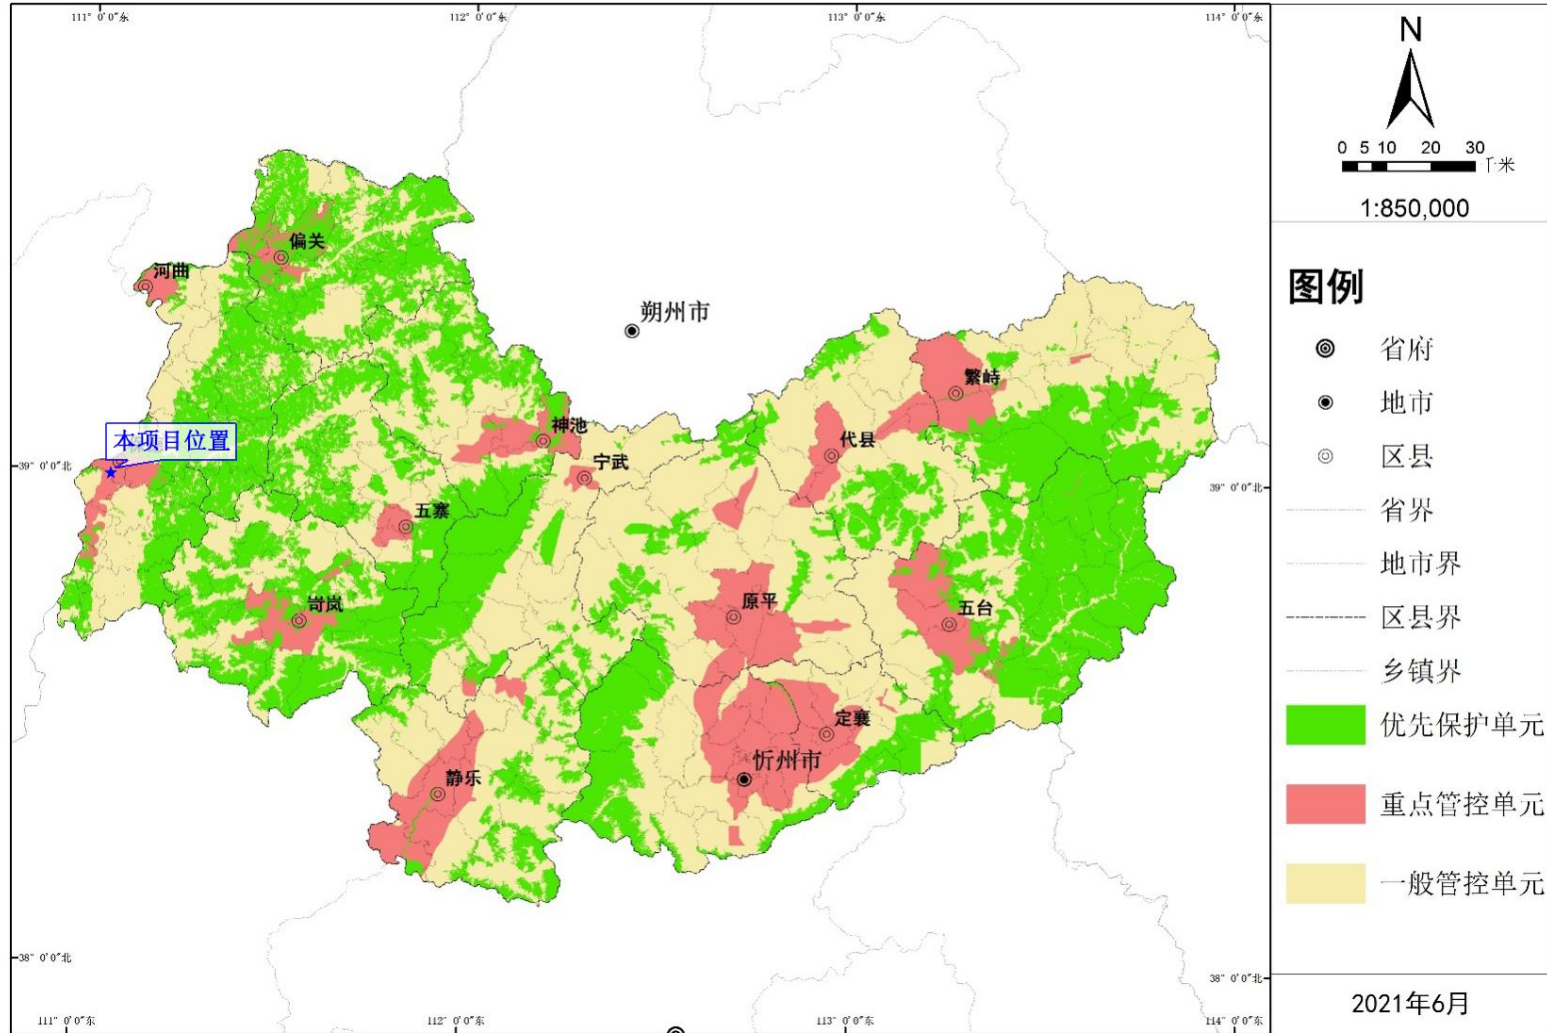 111° 0′0″东
112° 0′0″东
113° 0′0″东
114° 0′0″东
N
0 5 10 20 30
千米
1:850,000
偏关
河曲
图例
朔州市
省府
繁峙
地市
神池
代县
本项目位置
39° 0′0″北
宁武
区县
39° 0′0″北
五寨
省界
地市界
岢岚
原平
五台
区县界
乡镇界
定襄
优先保护单元
忻州市
静乐
重点管控单元
一般管控单元
38° 0′0″北
38° 0′0″北
2021年6月
111° 0′0″东
112° 0′0″东
113° 0′0″东
114° 0′0″东